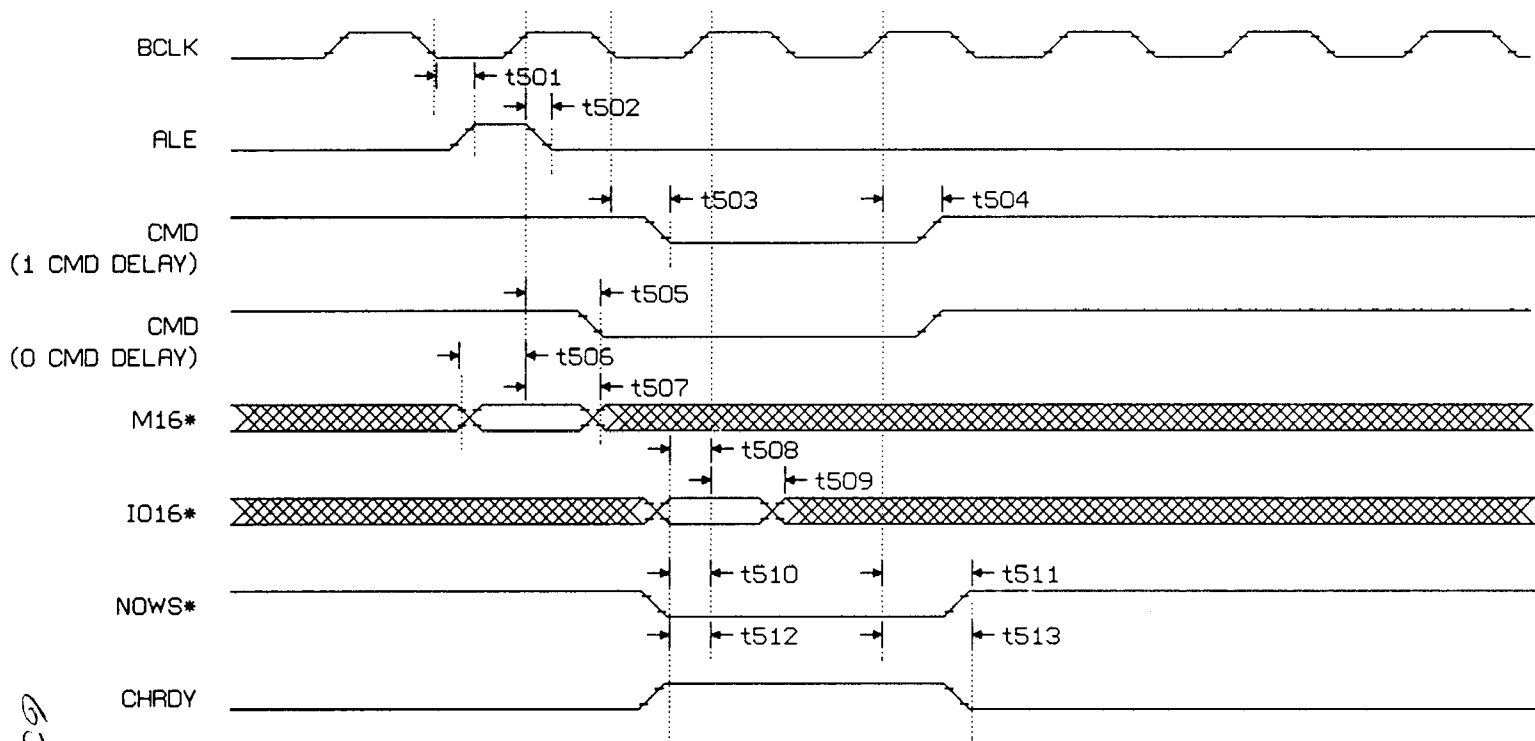 BCLK
t501
t502
ALE
t503
t504
CMD
(1 CMD DELAY)
t505
CMD
(0 CMD DELAY)
t506
t507
M16*
t508
t509
IO16*
t510
t511
NOWS*
t512
t513
CHRDY